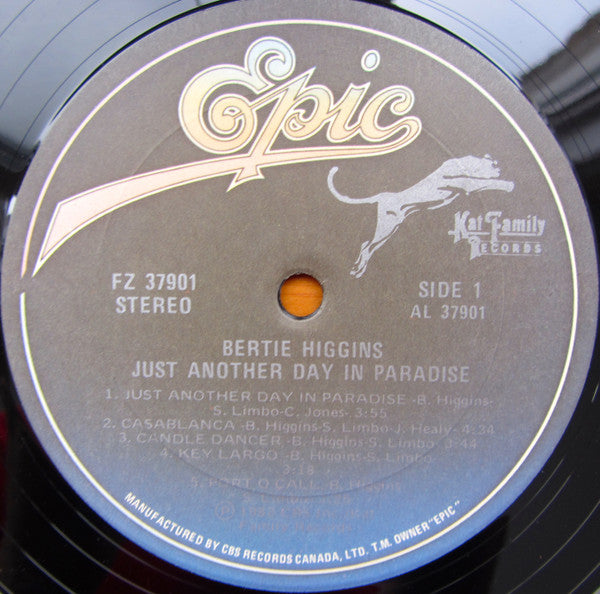 Epic
Kat Family
RECORDS
FZ 37901
STEREO
SIDE 1
AL 37901
BERTIE HIGGINS
JUST ANOTHER DAY IN PARADISE
1. JUST ANOTHER DAY IN PARADISE -B. Higgins-
S. Limbo-C. Jones- 3:55
2. CASABLANCA -B. Higgins-S. Limbo-J. Healy- 4:34
3. CANDLE DANCER -B. Higgins-S. Limbo- 3:44
4. KEY LARGO -B. Higgins-S. Limbo-
3:18
5. PORT O CALL -B. Higgins
MANUFACTURED BY CBS RECORDS CANADA, LTD. T.M. OWNER "EPIC"